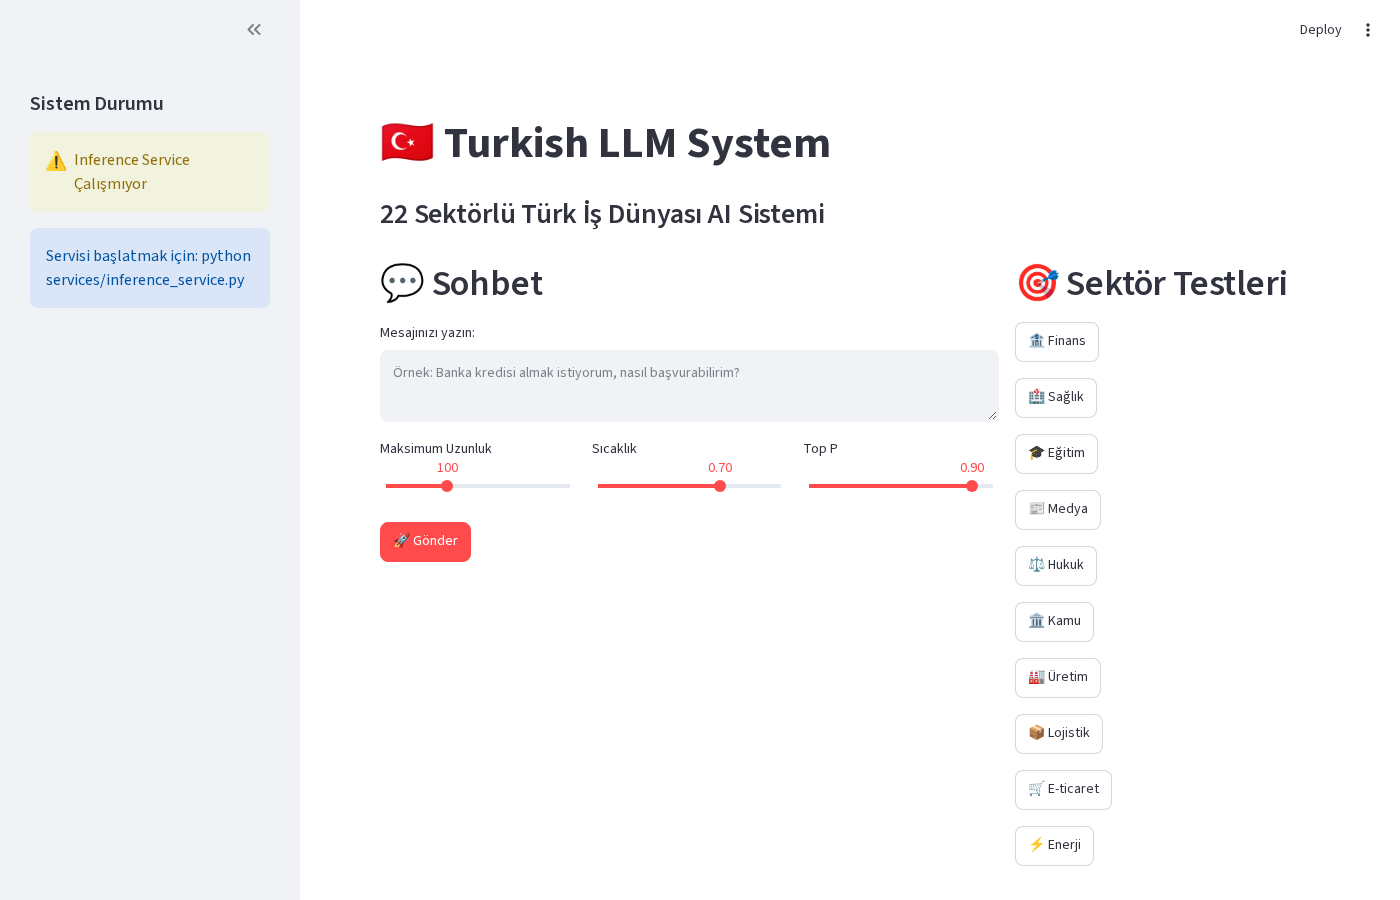 Deploy
Sistem Durumu
⚠️ Inference Service
Çalışmıyor
Servisi başlatmak için: python
services/inference_service.py
🇹🇷 Turkish LLM System
22 Sektörlü Türk İş Dünyası AI Sistemi
💬 Sohbet
Mesajınızı yazın:
Örnek: Banka kredisi almak istiyorum, nasıl başvurabilirim?
Maksimum Uzunluk
100
Sıcaklık
0.70
Top P
0.90
🚀 Gönder
🎯 Sektör Testleri
🏦 Finans
🏥 Sağlık
🎓 Eğitim
📰 Medya
⚖️ Hukuk
🏛️ Kamu
🏭 Üretim
📦 Lojistik
🛒 E-ticaret
⚡ Enerji